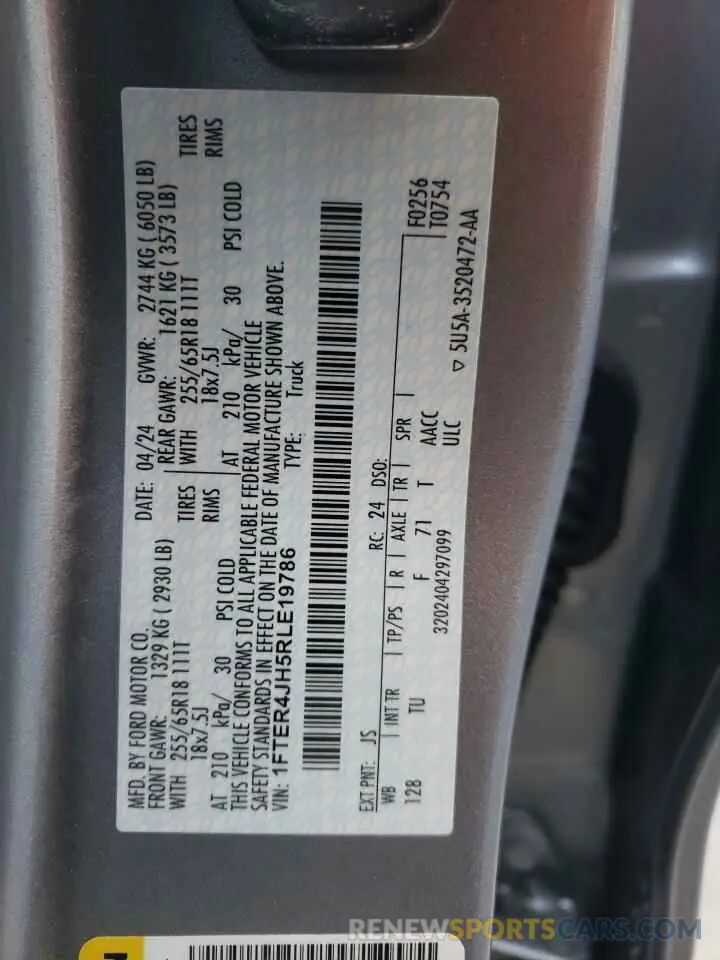 MFD. BY FORD MOTOR CO.
DATE: 04/24 GVWR: 2744 KG ( 6050 LB)
FRONT GAWR: 1329 KG ( 2930 LB) REAR GAWR: 1621 KG ( 3573 LB)
WITH 255/65R18 111T TIRES WITH 255/65R18 111T TIRES
18x7.5J RIMS 18x7.5J RIMS
AT 210 kPa/ 30 PSI COLD AT 210 kPa/ 30 PSI COLD
THIS VEHICLE CONFORMS TO ALL APPLICABLE FEDERAL MOTOR VEHICLE
SAFETY STANDARDS IN EFFECT ON THE DATE OF MANUFACTURE SHOWN ABOVE.
VIN: 1FTER4JH5RLE19786 TYPE: Truck
EXT PNT: JS RC: 24 DSO: F0256
WB INT TR TP/PS R AXLE TR SPR T0754
128 TU F 71 T AACC
3202404297099 ULC ▽ 5U5A-3520472-AA
RENEWSPORTSCARS.COM